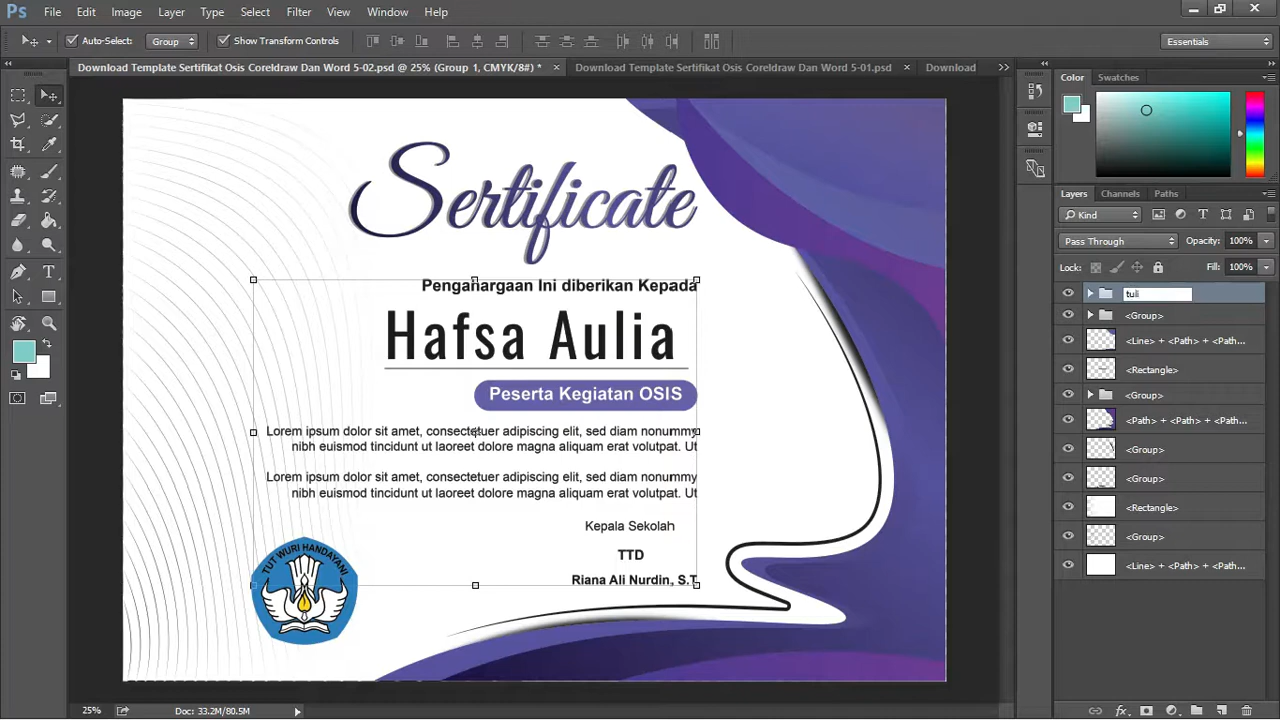 Ps File Edit Image Layer Type Select Filter View Window Help
Auto-Select: Group Show Transform Controls Essentials
Download Template Sertifikat Osis Coreldraw Dan Word 5-02.psd @ 25% (Group 1, CMYK/8#) * × Download Template Sertifikat Osis Coreldraw Dan Word 5-01.psd × Download
Color Swatches
Sertificate
Penganargaan Ini diberikan Kepada
Hafsa Aulia
Peserta Kegiatan OSIS
Lorem ipsum dolor sit amet, consectetuer adipiscing elit, sed diam nonummy
nibh euismod tincidunt ut laoreet dolore magna aliquam erat volutpat. Ut
Lorem ipsum dolor sit amet, consectetuer adipiscing elit, sed diam nonummy
nibh euismod tincidunt ut laoreet dolore magna aliquam erat volutpat. Ut
Kepala Sekolah
TTD
Riana Ali Nurdin, S.T
TUT WURI HANDAYANI
Layers Channels Paths
Kind
Pass Through Opacity: 100%
Lock: Fill: 100%
tuli
<Group>
<Line> + <Path> + <Path...
<Rectangle>
<Group>
<Path> + <Path> + <Path...
<Group>
<Group>
<Rectangle>
<Group>
<Line> + <Path> + <Path...
25% Doc: 33.2M/80.5M